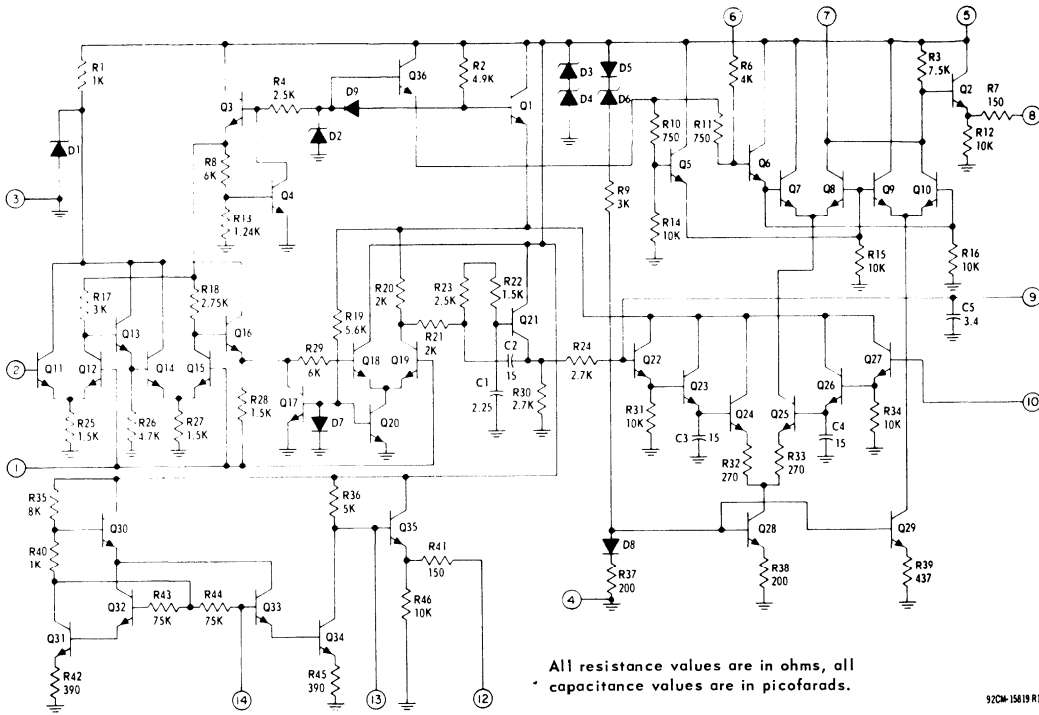 6
7
5
R1
1K
R4
2.5K
Q36
R2
4.9K
D3
D5
R6
4K
R3
7.5K
Q2
R7
150
8
Q3
D9
Q1
D4
D6
R12
10K
D1
D2
R10
750
R11
750
Q5
Q6
3
R8
6K
Q4
R9
3K
Q7
Q8
Q9
Q10
R13
1.24K
R14
10K
R15
10K
R16
10K
R17
3K
R18
2.75K
R20
2K
R23
2.5K
R22
1.5K
9
Q13
Q16
R19
5.6K
R21
2K
Q21
C5
3.4
R29
6K
Q18
Q19
C2
15
R24
2.7K
Q22
Q27
2
Q11
Q12
Q14
Q15
Q23
Q26
10
R28
1.5K
Q17
D7
Q20
C1
2.25
R30
2.7K
R31
10K
Q24
Q25
R34
10K
R25
1.5K
R26
4.7K
R27
1.5K
C3
15
C4
15
1
R32
270
R33
270
R35
8K
Q30
R36
5K
Q35
Q28
Q29
R40
1K
R41
150
D8
R38
200
R39
437
Q32
R43
75K
R44
75K
Q33
R46
10K
R37
200
4
Q31
Q34
R42
390
R45
390
14
13
12
All resistance values are in ohms, all
capacitance values are in picofarads.
92CM-15819R1